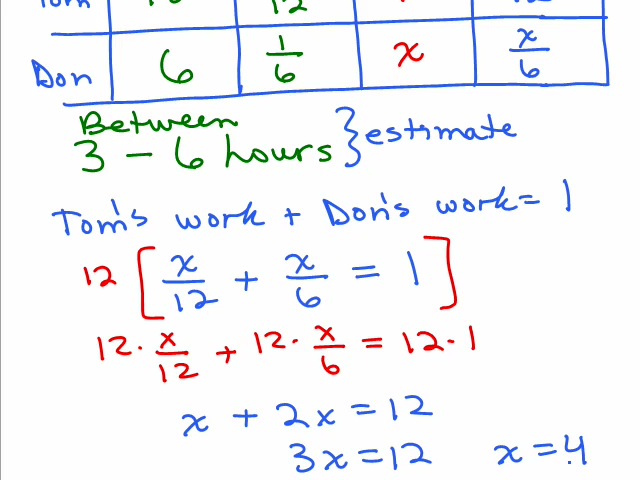 12
Don 6 1/6 x x/6
Between
3 - 6 hours } estimate
Tom's work + Don's work = 1
12 [ x/12 + x/6 = 1 ]
12 · x/12 + 12 · x/6 = 12 · 1
x + 2x = 12
3x = 12 x = 4